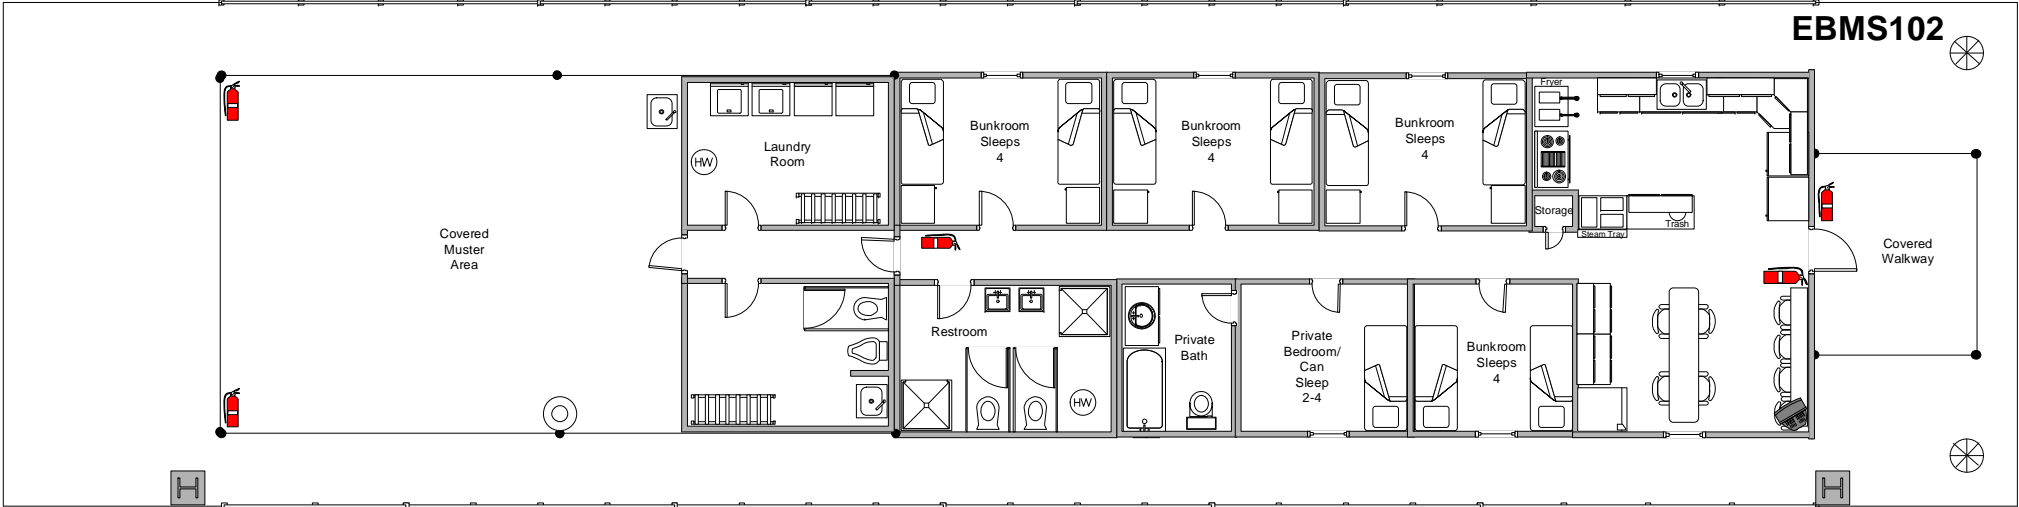 EBMS102
Fryer
Bunkroom
Sleeps
4
Bunkroom
Sleeps
4
Bunkroom
Sleeps
4
Laundry
Room
HW
Storage
Steam Tray
Trash
Covered
Muster
Area
Covered
Walkway
Restroom
Private
Bath
Private
Bedroom/
Can
Sleep
2-4
Bunkroom
Sleeps
4
HW
H
H